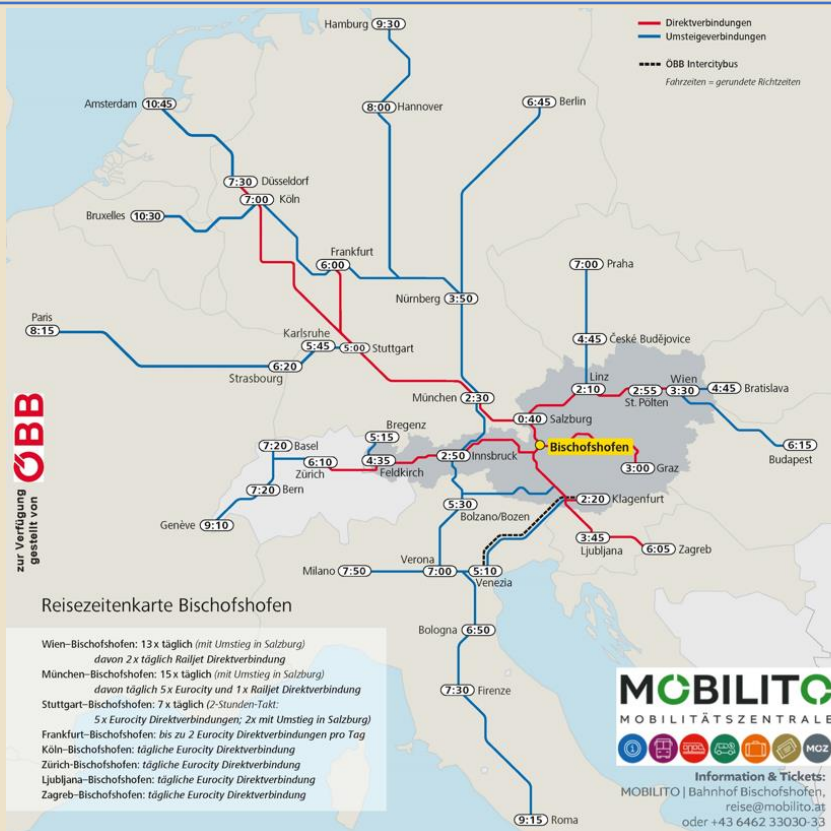 Hamburg 9:30
Direktverbindungen
Umsteigeverbindungen
ÖBB Intercitybus
Fahrzeiten = gerundete Richtzeiten
Amsterdam 10:45
8:00 Hannover
6:45 Berlin
7:30 Düsseldorf
7:00 Köln
Bruxelles 10:30
Frankfurt
6:00
7:00 Praha
Nürnberg 3:50
Paris
8:15
Karlsruhe
5:45
5:00 Stuttgart
4:45 České Budějovice
6:20
Strasbourg
München 2:30
Linz
2:10
2:55
St. Pölten
Wien
3:30
4:45 Bratislava
0:40 Salzburg
Bregenz
5:15
Bischofshofen
7:20 Basel
6:10
Zürich
4:35
Feldkirch
2:50 Innsbruck
3:00 Graz
6:15
Budapest
7:20
Bern
5:30
Bolzano/Bozen
2:20 Klagenfurt
Genève
9:10
3:45
Ljubljana
6:05 Zagreb
Milano 7:50
Verona
7:00
5:10
Venezia
Bologna 6:50
7:30 Firenze
9:15 Roma
zur Verfügung
gestellt von
ÖBB
Reisezeitenkarte Bischofshofen
Wien–Bischofshofen: 13 x täglich (mit Umstieg in Salzburg)
davon 2 x täglich Railjet Direktverbindung
München–Bischofshofen: 15 x täglich (mit Umstieg in Salzburg)
davon täglich 5 x Eurocity und 1 x Railjet Direktverbindung
Stuttgart–Bischofshofen: 7 x täglich (2-Stunden-Takt:
5 x Eurocity Direktverbindungen; 2x mit Umstieg in Salzburg)
Frankfurt–Bischofshofen: bis zu 2 Eurocity Direktverbindungen pro Tag
Köln–Bischofshofen: tägliche Eurocity Direktverbindung
Zürich-Bischofshofen: tägliche Eurocity Direktverbindung
Ljubljana–Bischofshofen: tägliche Eurocity Direktverbindung
Zagreb–Bischofshofen: tägliche Eurocity Direktverbindung
MOBILITO
MOBILITÄTSZENTRALE
MOZ
Information & Tickets:
MOBILITO | Bahnhof Bischofshofen,
reise@mobilito.at
oder +43 6462 33030-33